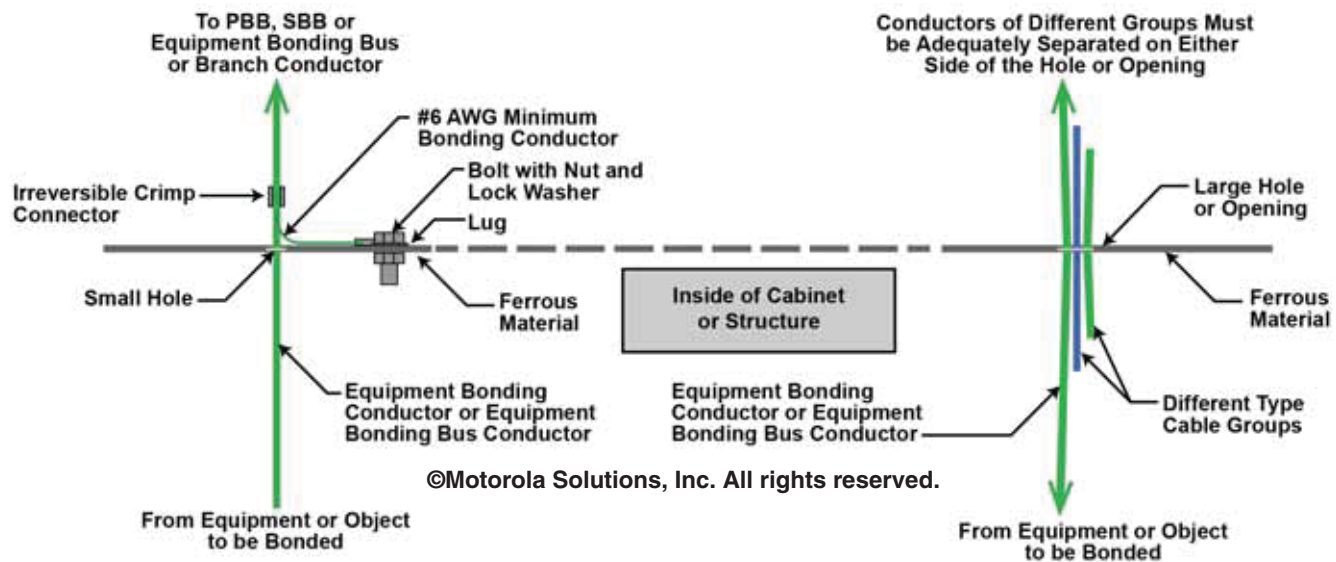 To PBB, SBB or
Equipment Bonding Bus
or Branch Conductor
#6 AWG Minimum
Bonding Conductor
Bolt with Nut and
Lock Washer
Irreversible Crimp
Connector
Lug
Small Hole
Ferrous
Material
Equipment Bonding
Conductor or Equipment
Bonding Bus Conductor
From Equipment or Object
to be Bonded
Inside of Cabinet
or Structure
Conductors of Different Groups Must
be Adequately Separated on Either
Side of the Hole or Opening
Large Hole
or Opening
Ferrous
Material
Equipment Bonding
Conductor or Equipment
Bonding Bus Conductor
Different Type
Cable Groups
©Motorola Solutions, Inc. All rights reserved.
From Equipment or Object
to be Bonded